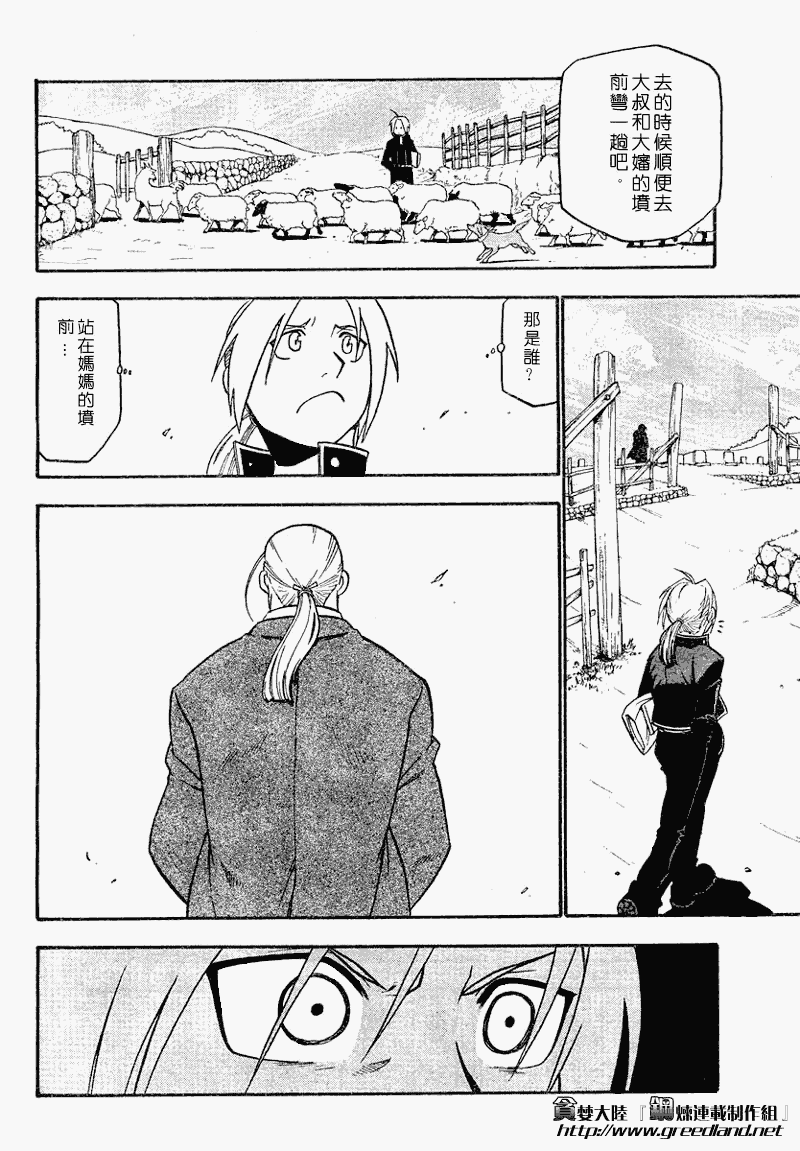 去的時候順便去
大叔和大嬸的墳
前彎一趟吧。
那是誰?
站在媽媽的墳
前…
貪婪大陸『鋼煉連載制作組』
http://www.greedland.net